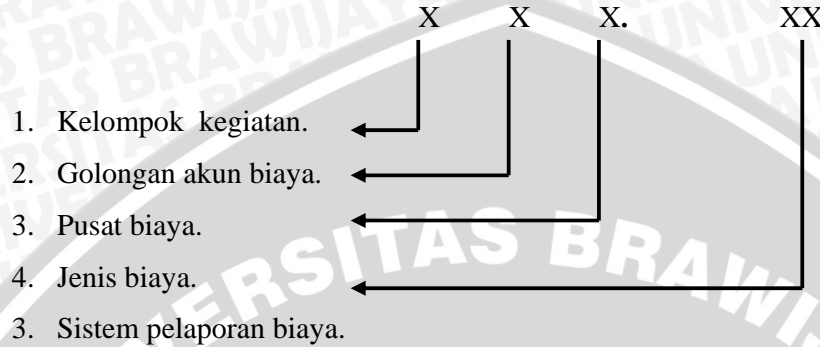 X X X. XX
1. Kelompok kegiatan.
2. Golongan akun biaya.
3. Pusat biaya.
4. Jenis biaya.
3. Sistem pelaporan biaya.